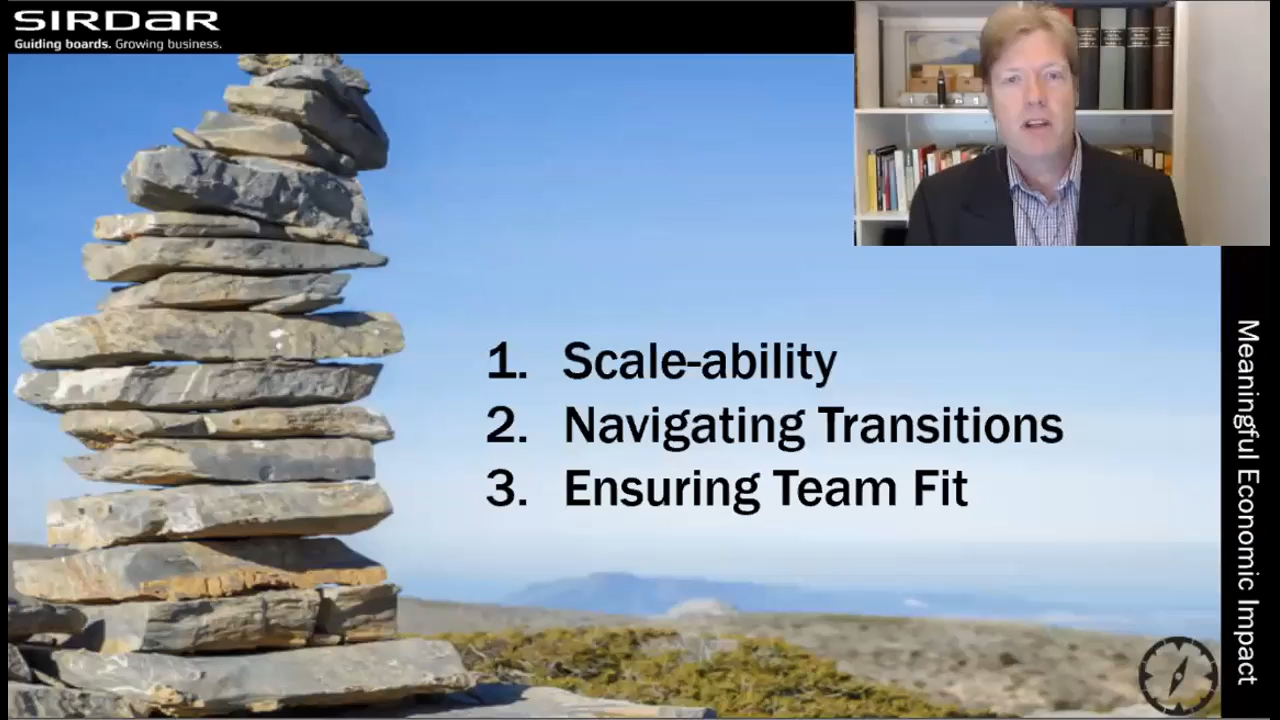 SIRDAR
Guiding boards. Growing business.
1. Scale-ability
2. Navigating Transitions
3. Ensuring Team Fit
Meaningful Economic Impact